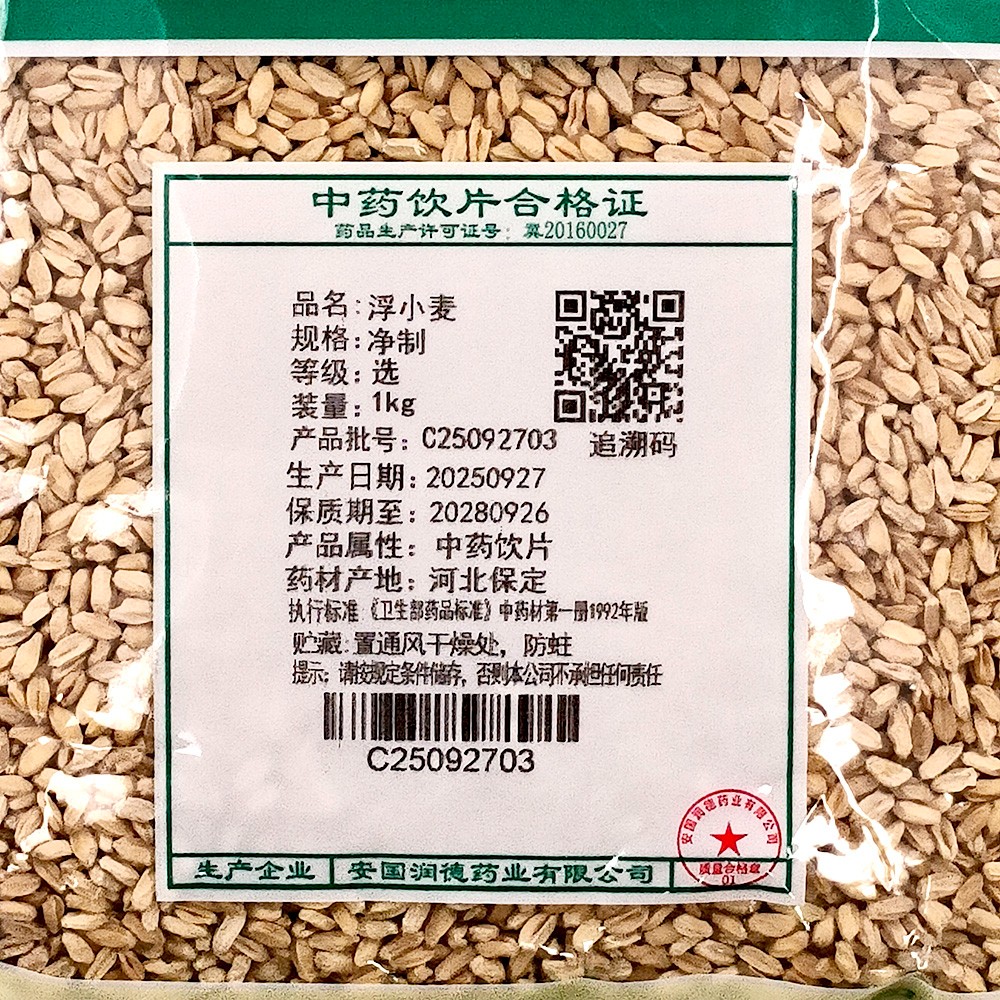 中药饮片合格证
药品生产许可证号：冀20160027
品名：浮小麦
规格：净制
等级：选
装量：1kg
产品批号：C25092703
追溯码
生产日期：20250927
保质期至：20280926
产品属性：中药饮片
药材产地：河北保定
执行标准：《卫生部药品标准》中药材第一册1992年版
贮藏：置通风干燥处，防蛀
提示：请按规定条件储存，否则本公司不承担任何责任
C25092703
安国润德药业有限公司
质量合格章
01
生产企业 安国润德药业有限公司